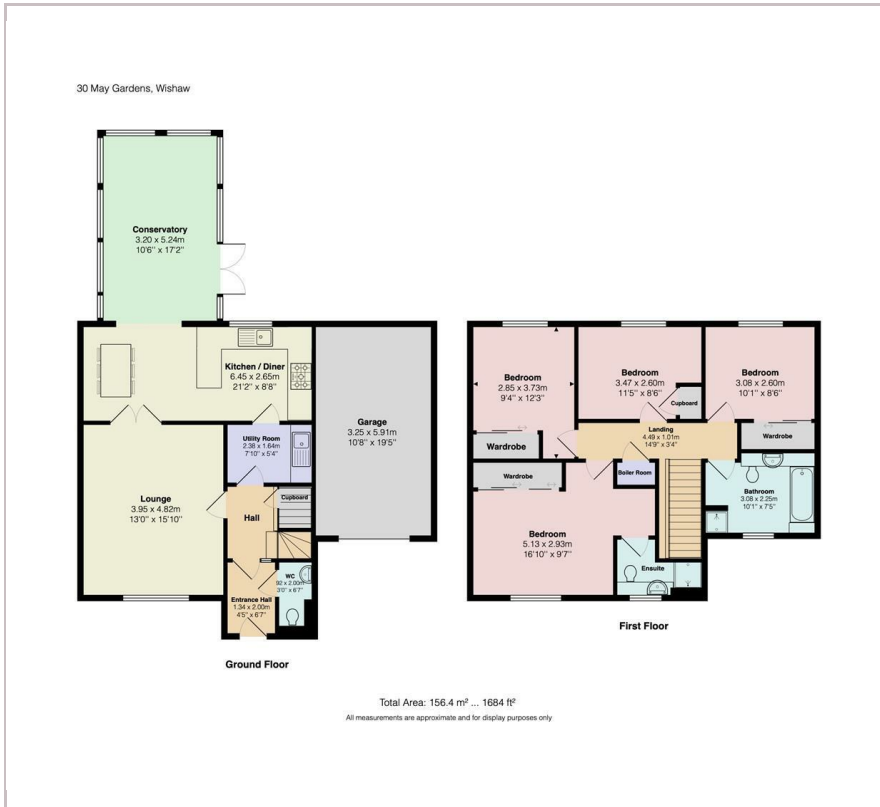 30 May Gardens, Wishaw
Conservatory
3.20 x 5.24m
10'6" x 17'2"
Kitchen / Diner
6.45 x 2.65m
21'2" x 8'8"
Utility Room
2.38 x 1.64m
7'10" x 5'4"
Garage
3.25 x 5.91m
10'8" x 19'5"
Lounge
3.95 x 4.82m
13'0" x 15'10"
Cupboard
Hall
WC
92 x 2.00m
3'0" x 6'7"
Entrance Hall
1.34 x 2.00m
4'5" x 6'7"
Ground Floor
Bedroom
2.85 x 3.73m
9'4" x 12'3"
Wardrobe
Bedroom
3.47 x 2.60m
11'5" x 8'6"
Cupboard
Bedroom
3.08 x 2.60m
10'1" x 8'6"
Wardrobe
Landing
4.49 x 1.01m
14'9" x 3'4"
Boiler Room
Wardrobe
Bathroom
3.08 x 2.25m
10'1" x 7'5"
Bedroom
5.13 x 2.93m
16'10" x 9'7"
Ensuite
First Floor
Total Area: 156.4 m² ... 1684 ft²
All measurements are approximate and for display purposes only